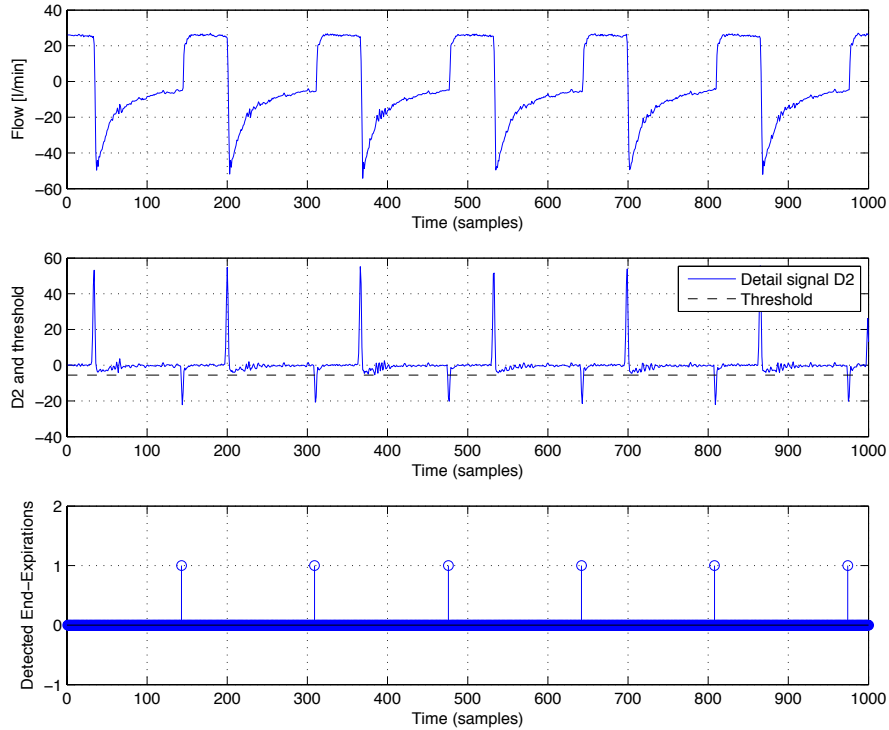 40
20
0
−20
−40
−60
Flow [l/min]
0 100 200 300 400 500 600 700 800 900 1000
Time (samples)
60
40
20
0
−20
−40
D2 and threshold
Detail signal D2
Threshold
0 100 200 300 400 500 600 700 800 900 1000
Time (samples)
2
1
0
−1
Detected End−Expirations
0 100 200 300 400 500 600 700 800 900 1000
Time (samples)